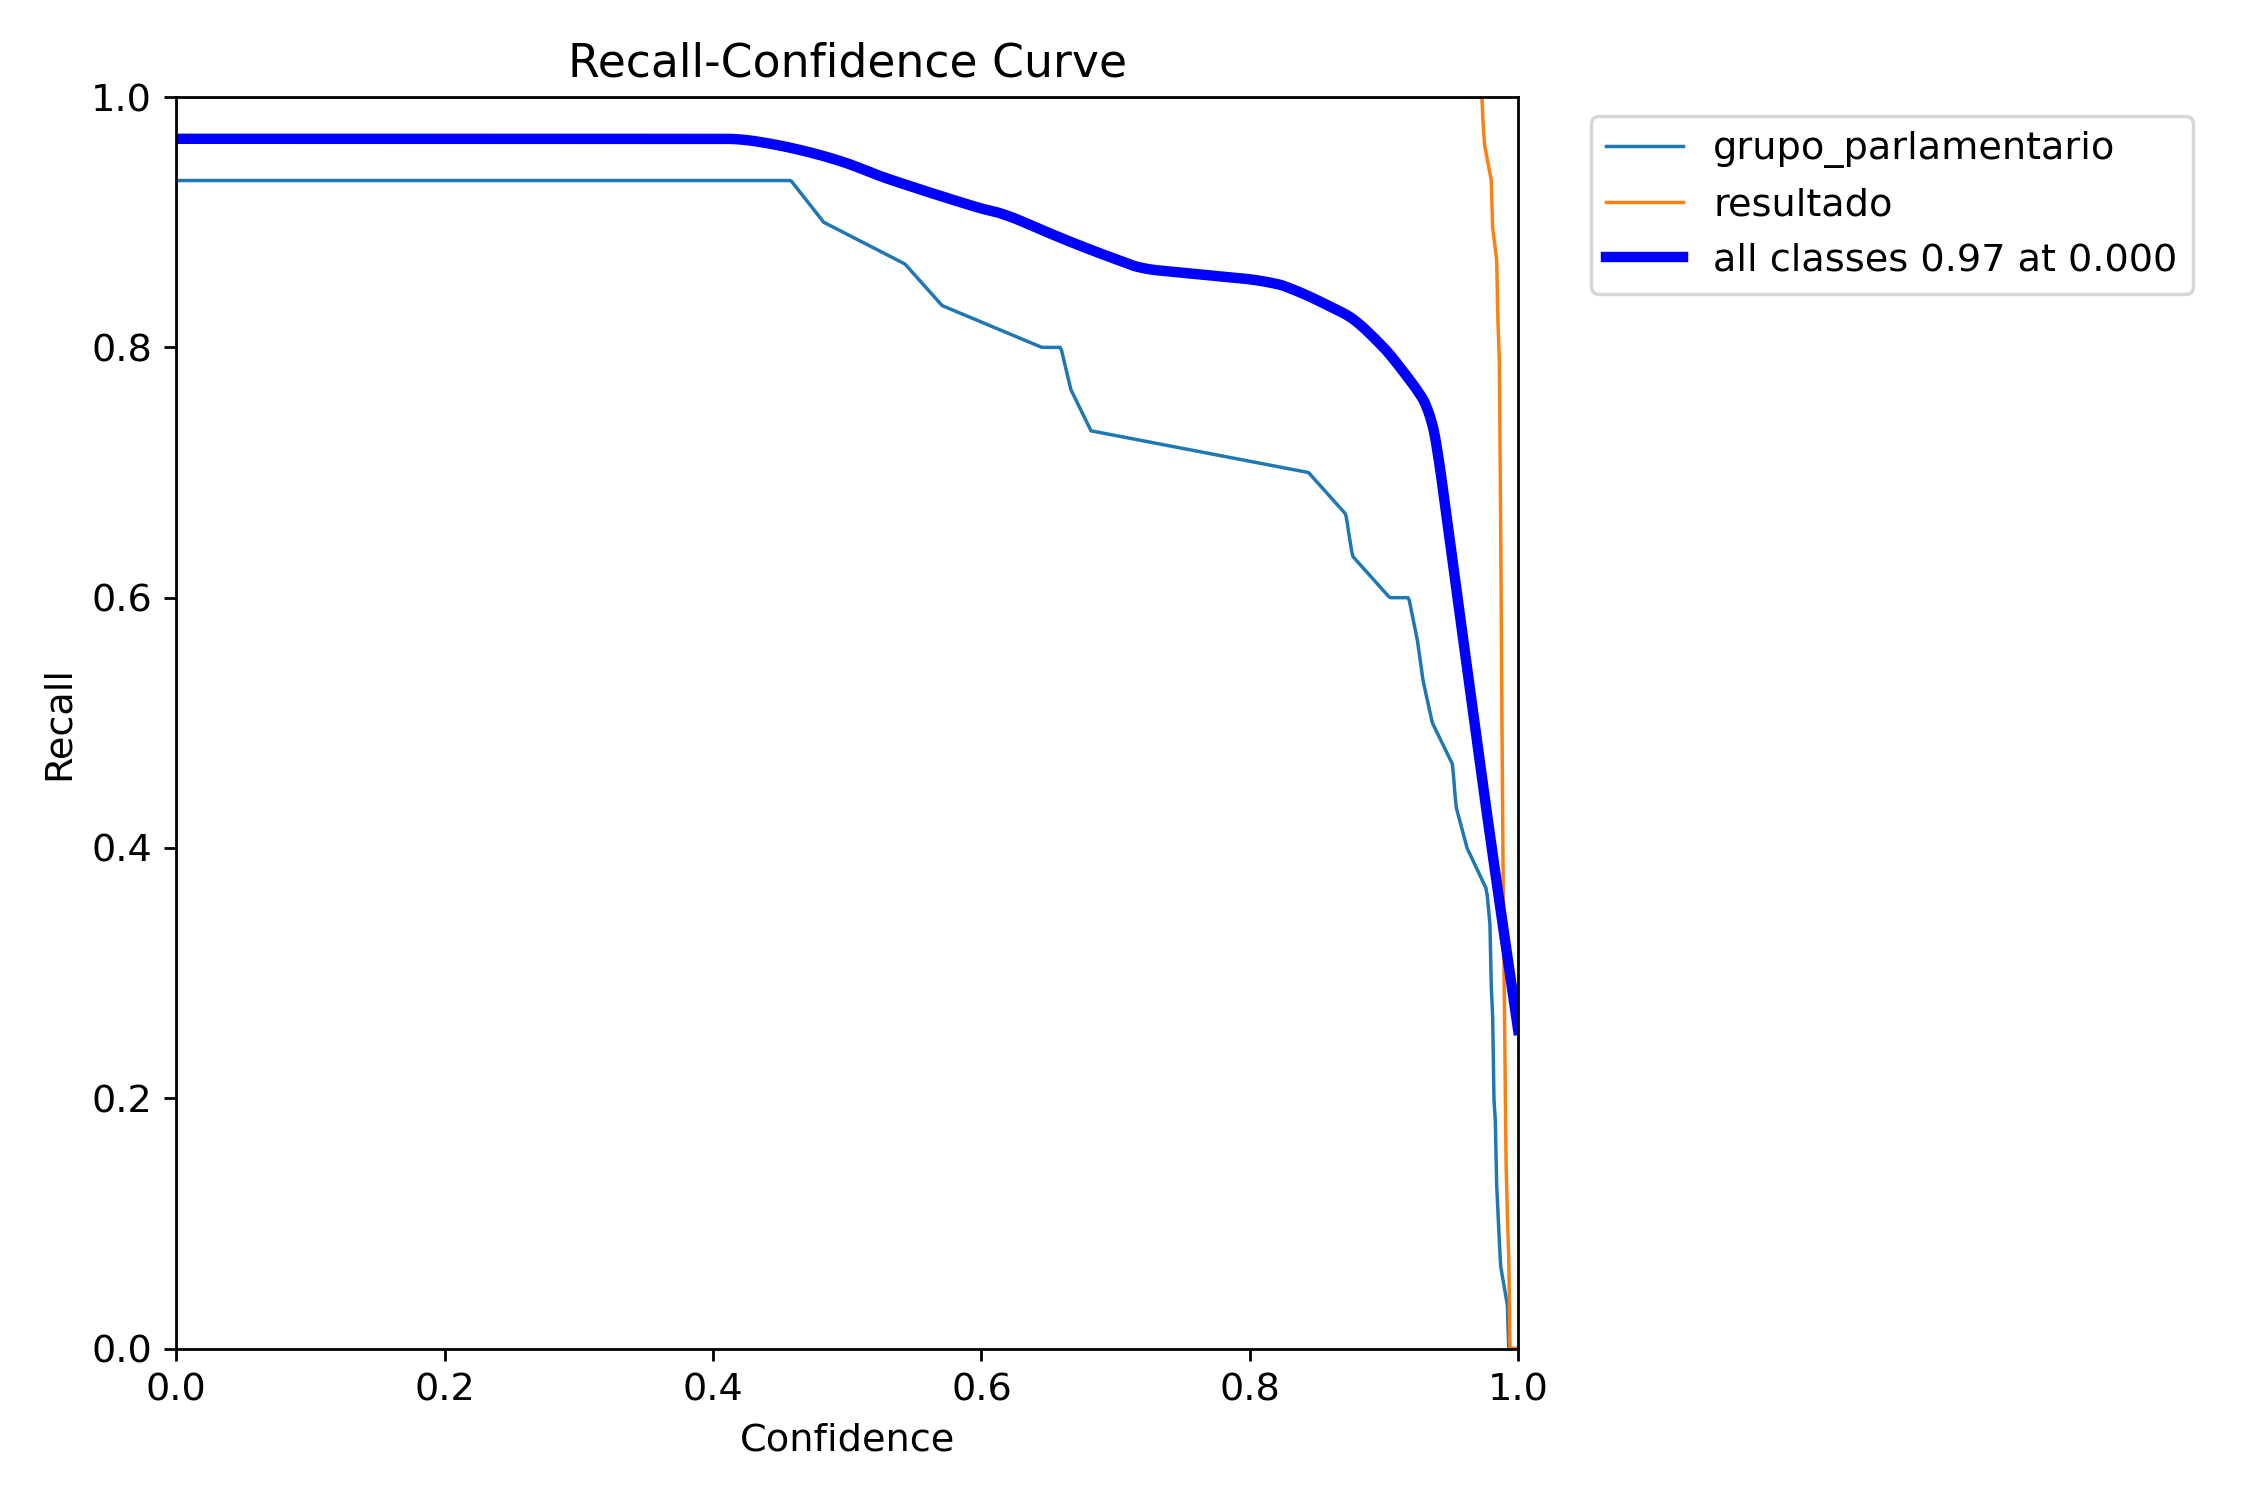 Recall-Confidence Curve
1.0
0.8
0.6
0.4
0.2
0.0
Recall
0.0 0.2 0.4 0.6 0.8 1.0
Confidence
grupo_parlamentario
resultado
all classes 0.97 at 0.000